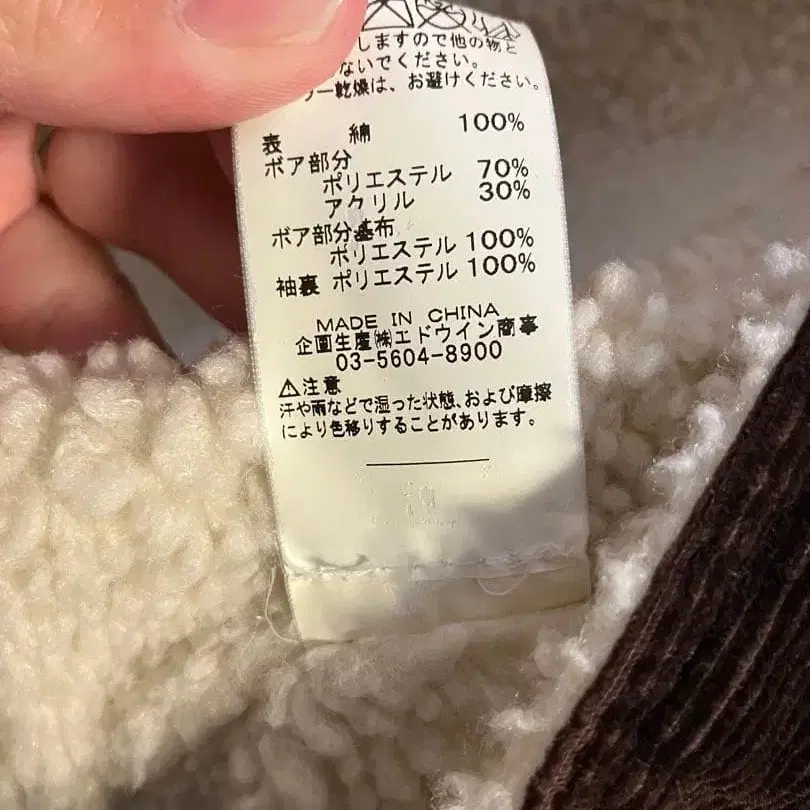 しますので他の物と
ないでください。
ー乾燥は、お避けください。
表 綿 100%
ボア部分
ポリエステル 70%
アクリル 30%
ボア部分基布
ポリエステル 100%
袖裏 ポリエステル 100%
MADE IN CHINA
企画生産㈱エドウイン商事
03-5604-8900
⚠注意
汗や雨などで湿った状態、および摩擦
により色移りすることがあります。